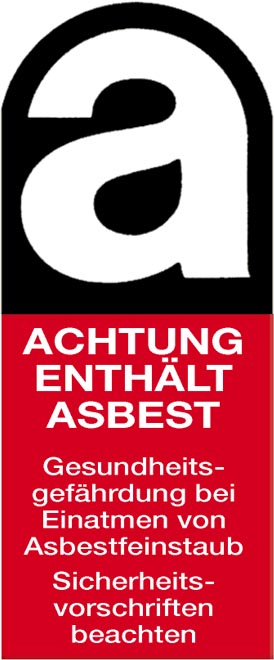 a
ACHTUNG
ENTHÄLT
ASBEST
Gesundheits-
gefährdung bei
Einatmen von
Asbestfeinstaub
Sicherheits-
vorschriften
beachten